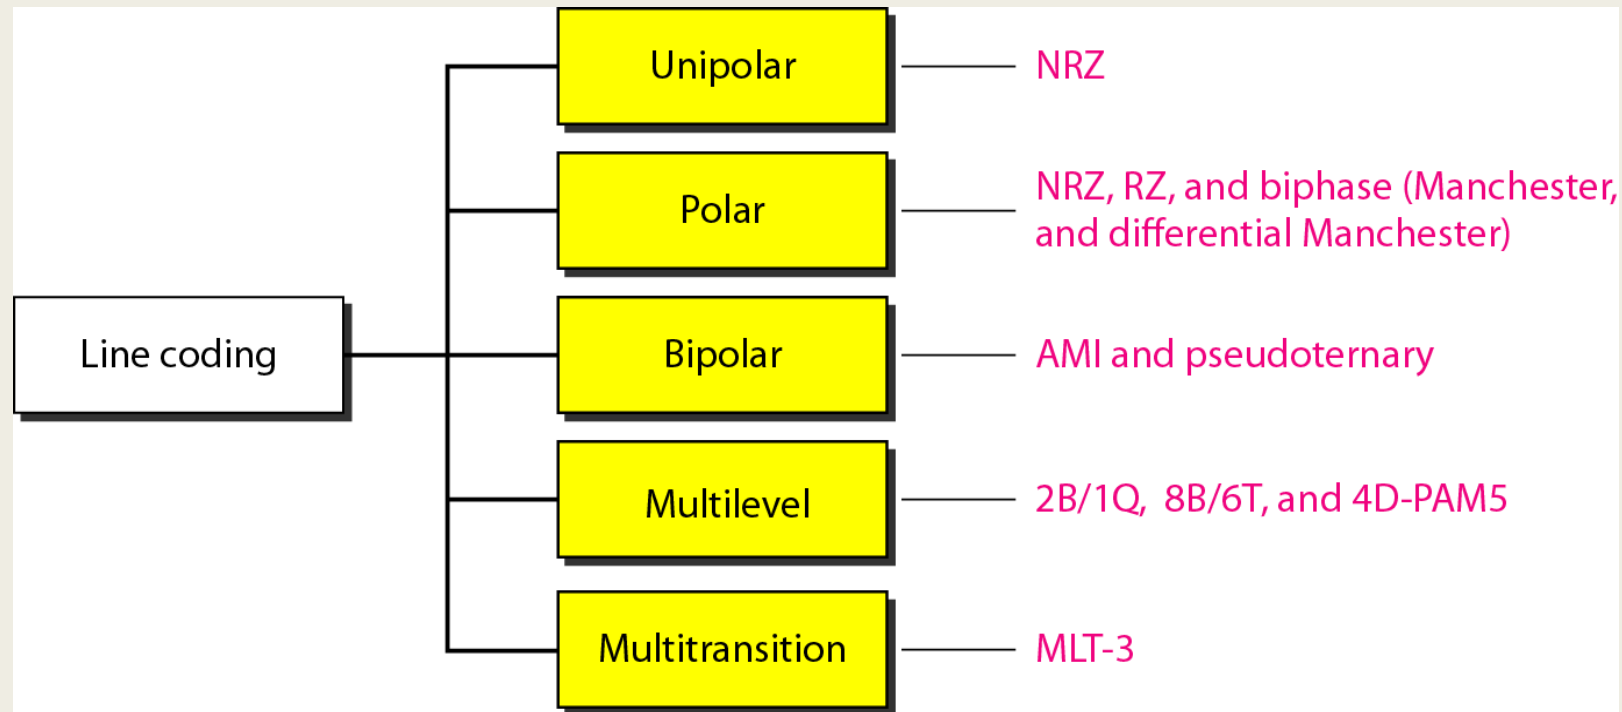 Unipolar
NRZ
Polar
NRZ, RZ, and biphase (Manchester,
and differential Manchester)
Line coding
Bipolar
AMI and pseudoternary
Multilevel
2B/1Q, 8B/6T, and 4D-PAM5
Multitransition
MLT-3